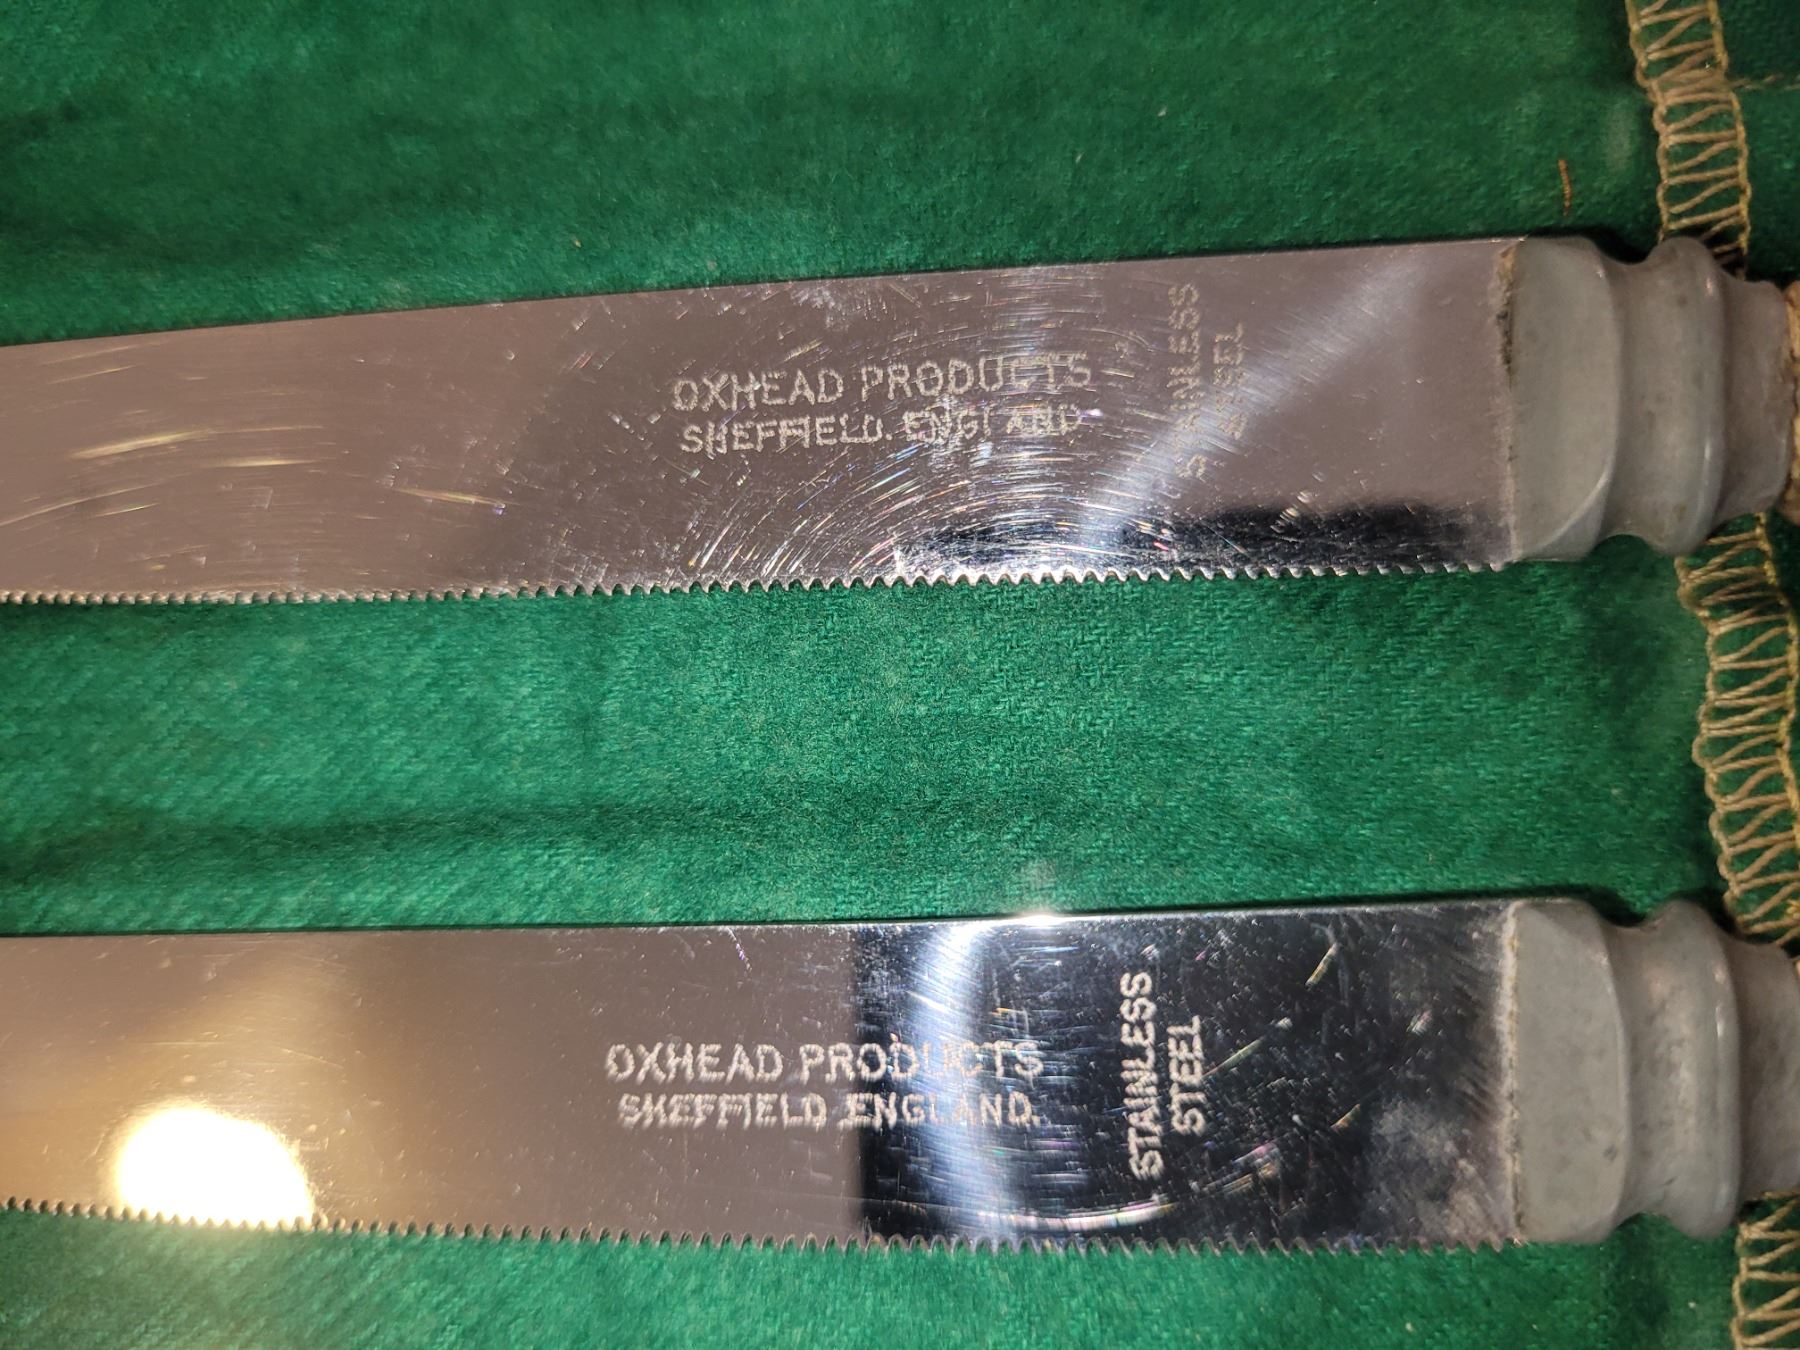 OXHEAD PRODUCTS
SHEFFIELD. ENGLAND
STAINLESS
STEEL
OXHEAD PRODUCTS
SHEFFIELD ENGLAND.
STAINLESS
STEEL